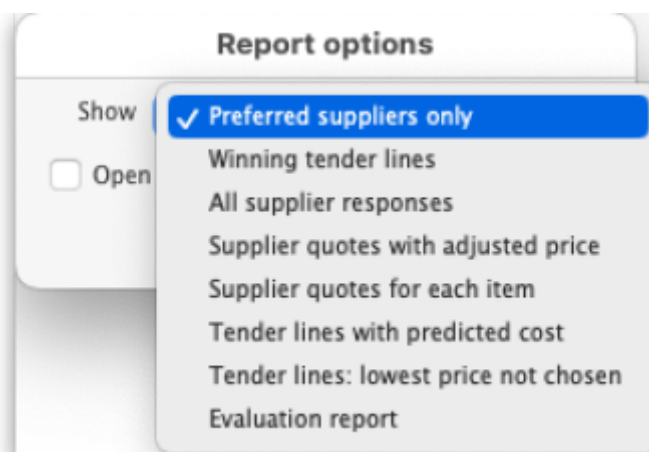 Report options
Show
✓ Preferred suppliers only
Winning tender lines
Open
All supplier responses
Supplier quotes with adjusted price
Supplier quotes for each item
Tender lines with predicted cost
Tender lines: lowest price not chosen
Evaluation report